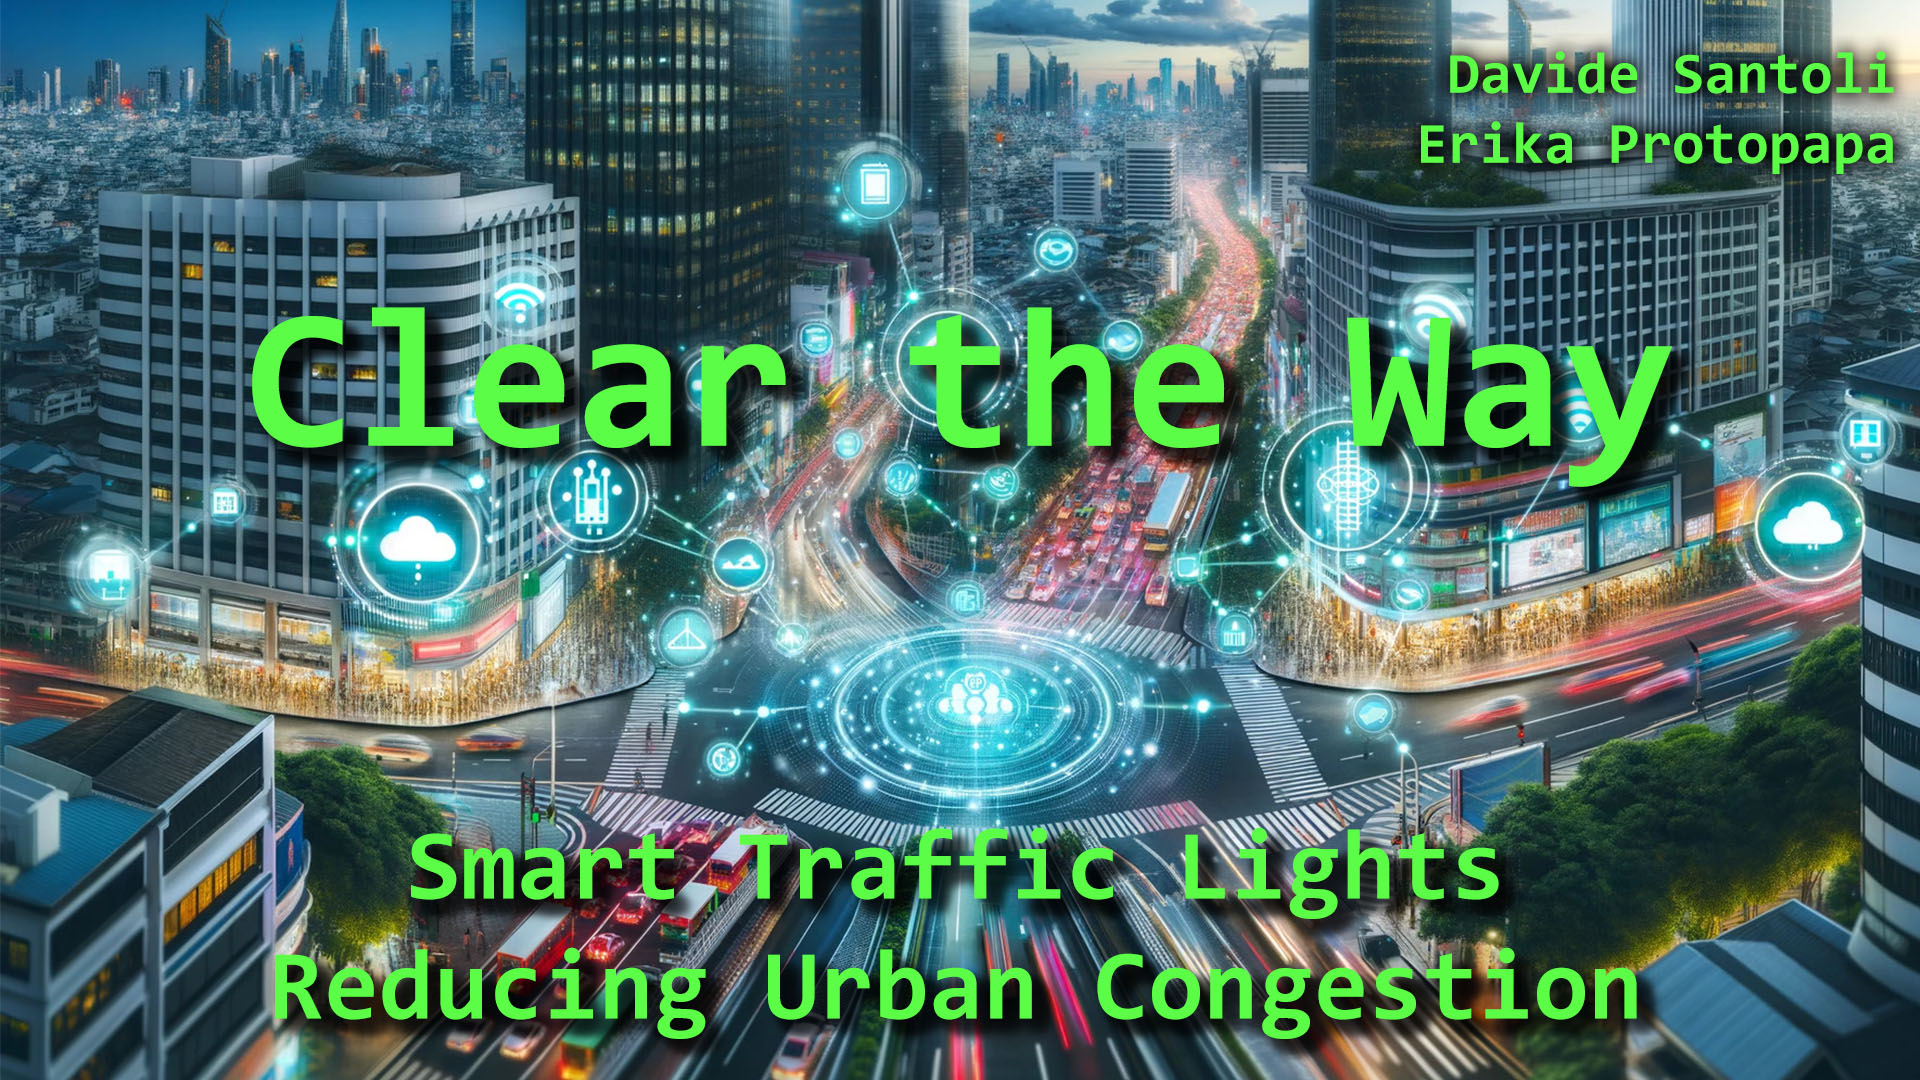 Davide Santoli
Erika Protopapa
Clear the Way
Smart Traffic Lights
Reducing Urban Congestion